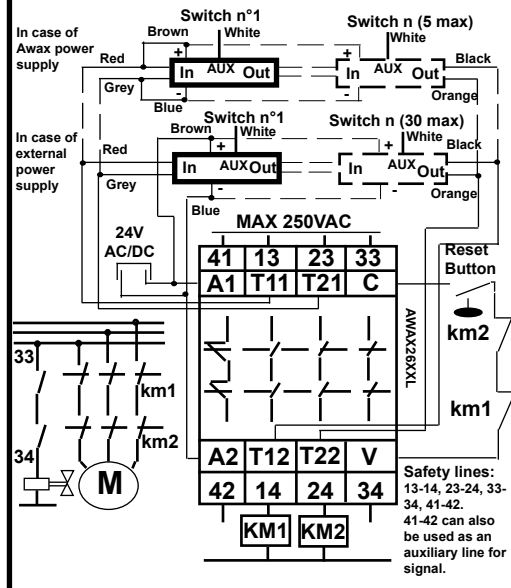 In case of
Awax power
supply
Switch n°1
Switch n (5 max)
Brown
White
White
Red
+
+
Black
In
AUX
Out
In
AUX
Out
Grey
-
-
Blue
Orange
In case of
external
power
supply
Switch n°1
Switch n (30 max)
Brown
White
White
Red
+
+
Black
In
AUX
Out
In
AUX
Out
Grey
-
-
Blue
Orange
24V
AC/DC
MAX 250VAC
41 13 23 33
A1 T11 T21 C
Reset
Button
AWAX26XXL
km2
km1
33
34
km1
km2
M
A2 T12 T22 V
42 14 24 34
KM1
KM2
Safety lines:
13-14, 23-24, 33-
34, 41-42.
41-42 can also
be used as an
auxiliary line for
signal.